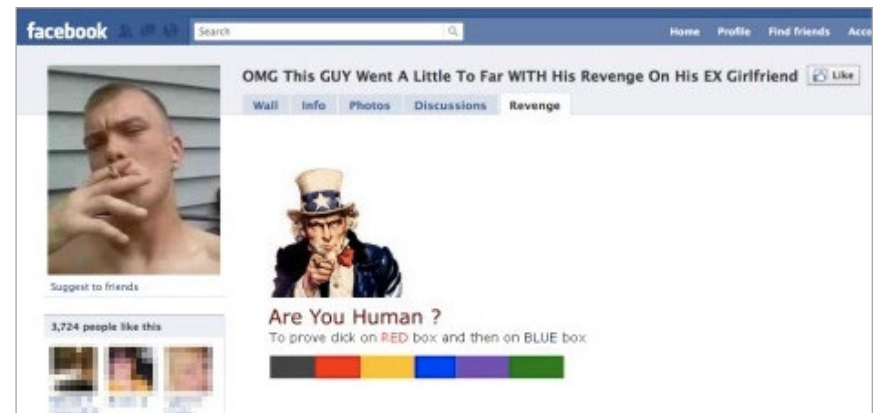 facebook
Search
Home Profile Find friends Acco
OMG This GUY Went A Little To Far WITH His Revenge On His EX Girlfriend Like
Wall Info Photos Discussions Revenge
Suggest to friends
3,724 people like this
Are You Human ?
To prove click on RED box and then on BLUE box